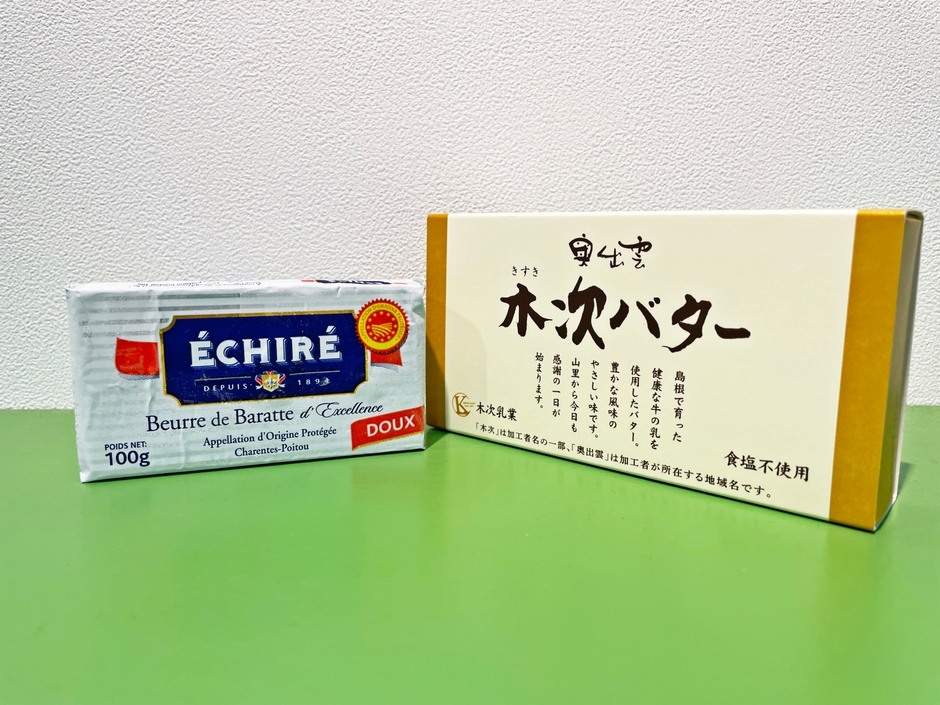 ÉCHIRÉ
DEPUIS 1894
Beurre de Baratte d'Excellence
Appellation d'Origine Protégée
Charentes-Poitou
POIDS NET:
100g
DOUX
奥出雲
きすき
木次バター
島根で育った
健康な牛の乳を
使用したバター。
豊かな風味の
やさしい味です。
山里から今日も
感謝の一日が
始まります。
K 木次乳業
食塩不使用
「木次」は加工者名の一部、「奥出雲」は加工者が所在する地域名です。